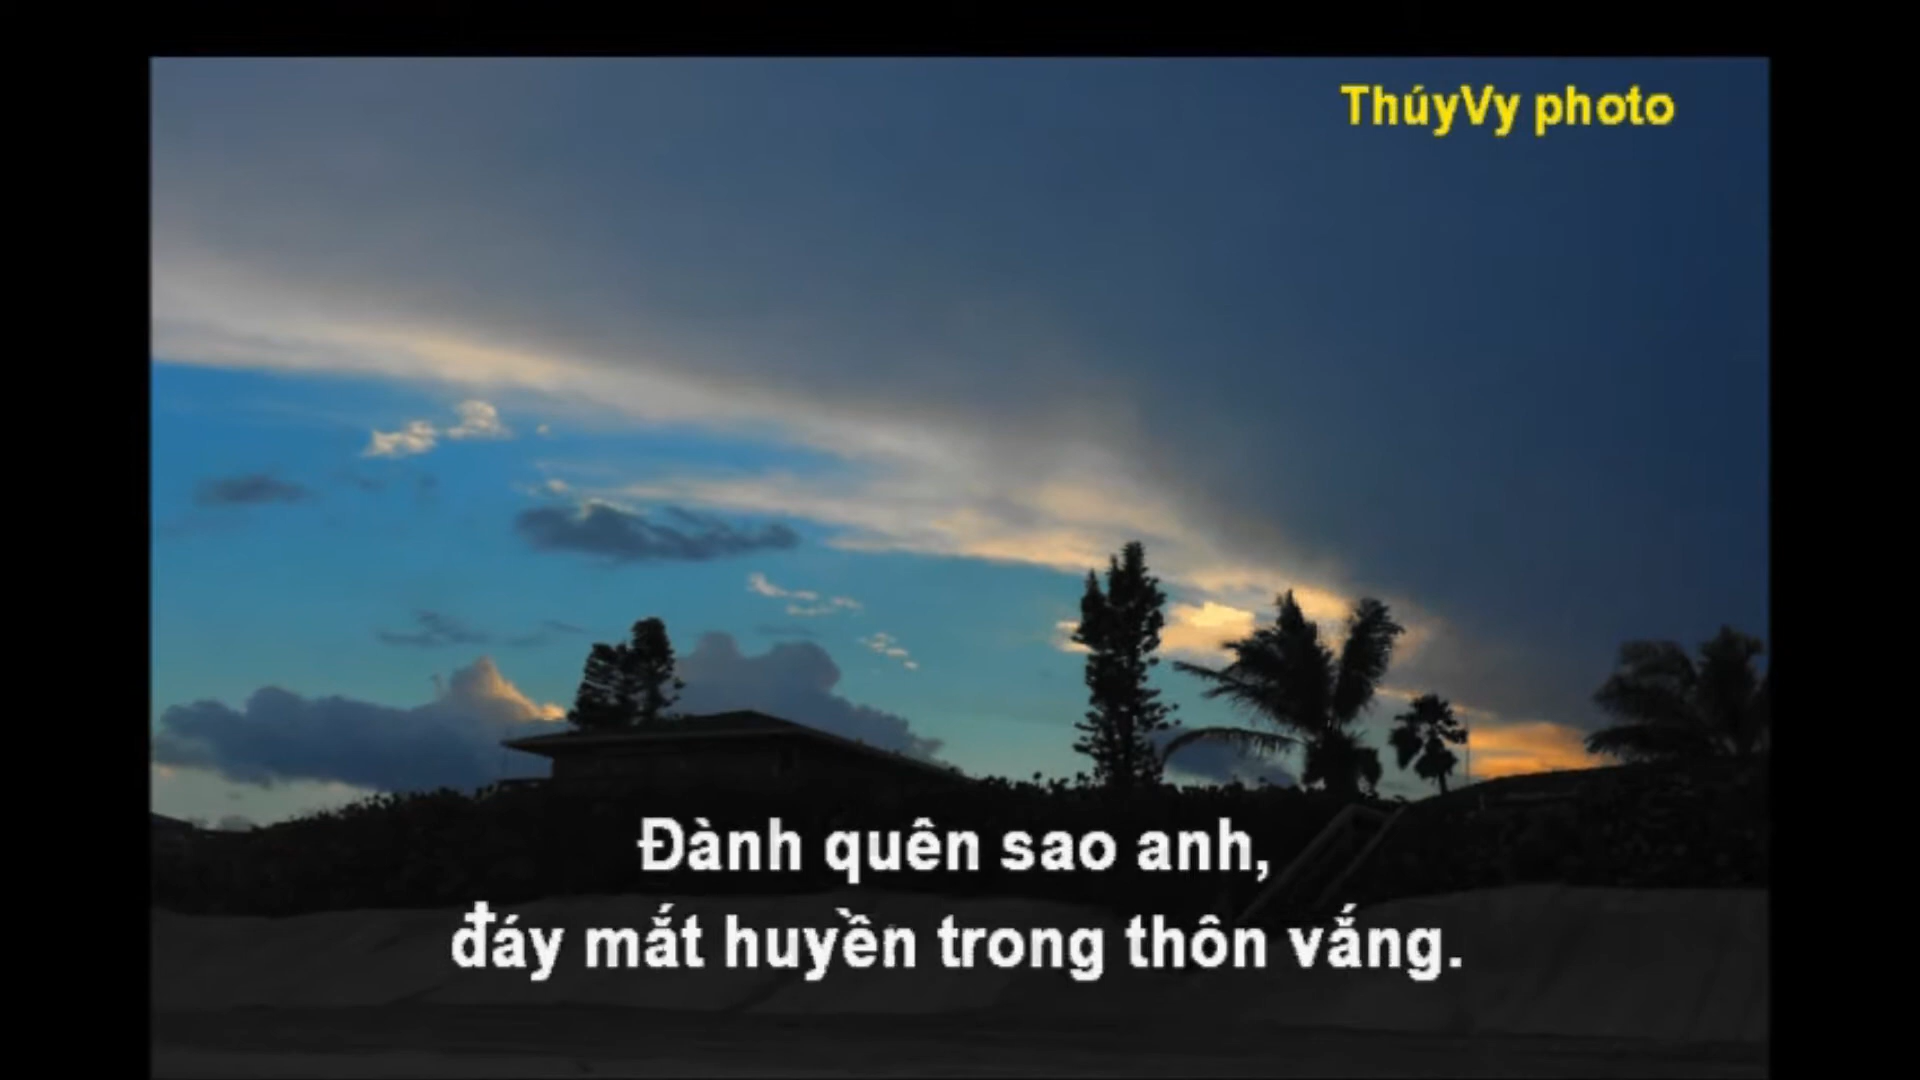 ThúyVy photo
Đành quên sao anh,
đáy mắt huyền trong thôn vắng.